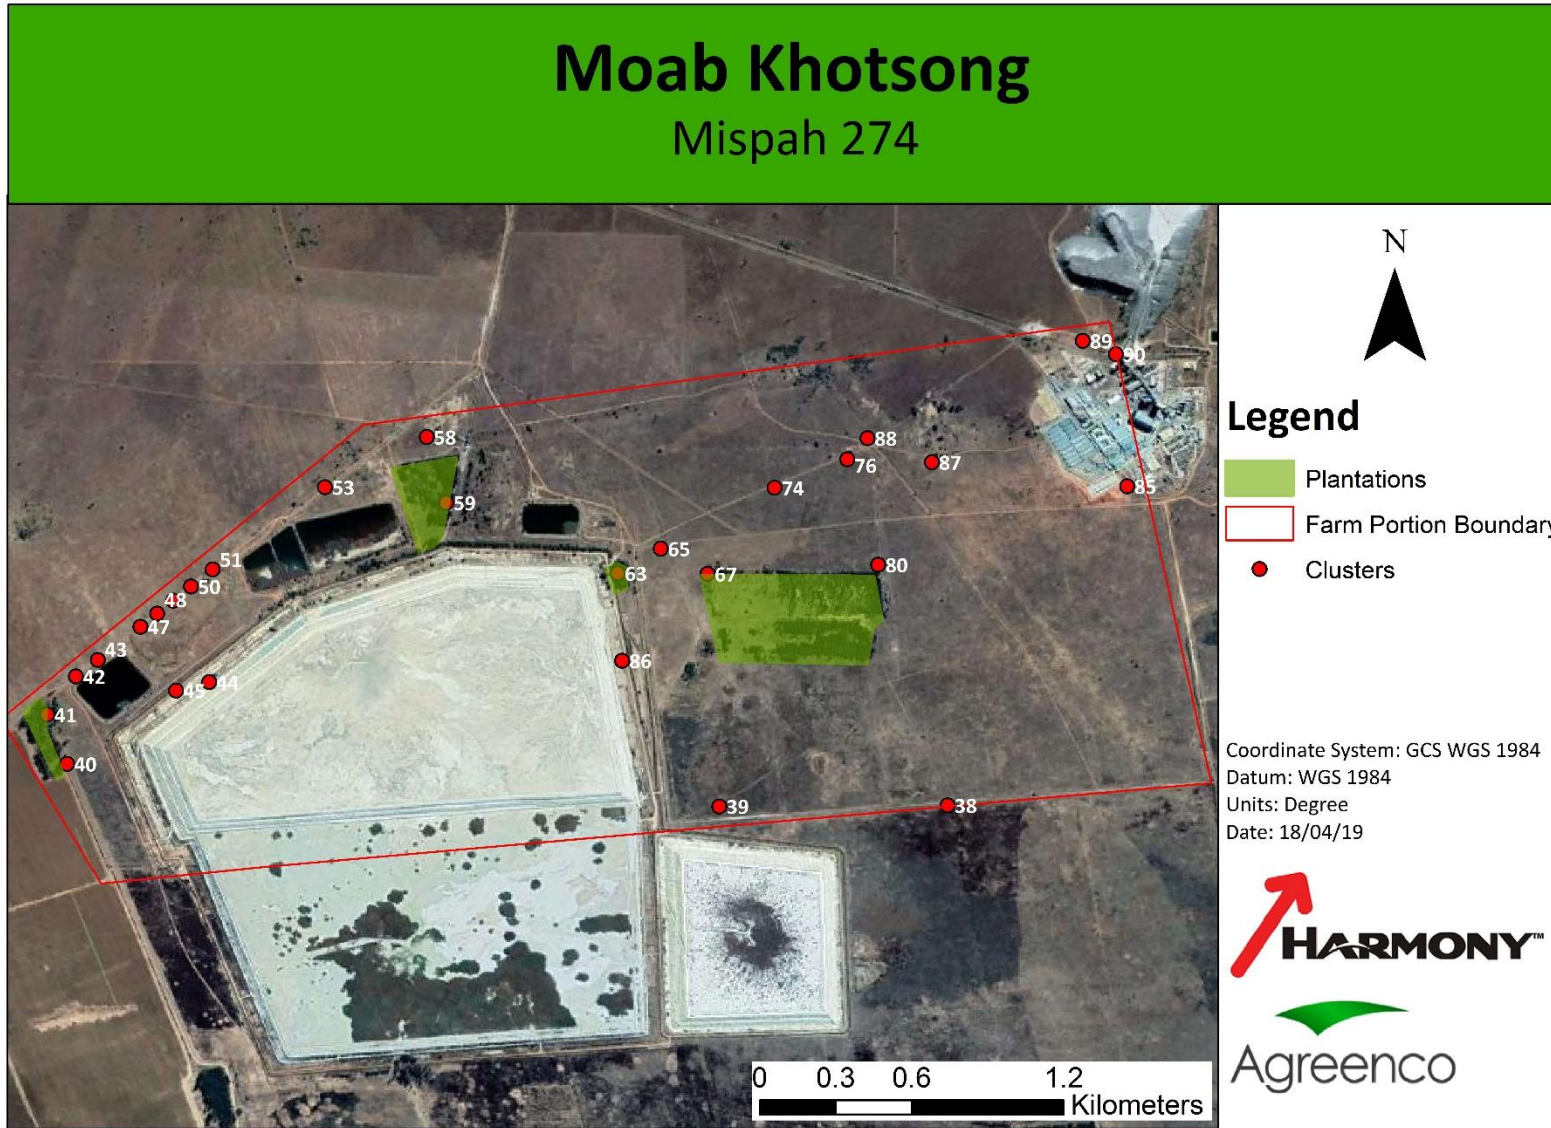 Moab Khotsong
Mispah 274
N
89
90
58
88
76
87
53
74
85
59
65
51
80
63
67
50
48
47
43
86
42
44
45
41
40
39
38
Legend
Plantations
Farm Portion Boundary
Clusters
Coordinate System: GCS WGS 1984
Datum: WGS 1984
Units: Degree
Date: 18/04/19
HARMONY™
Agreenco
0 0.3 0.6 1.2
Kilometers